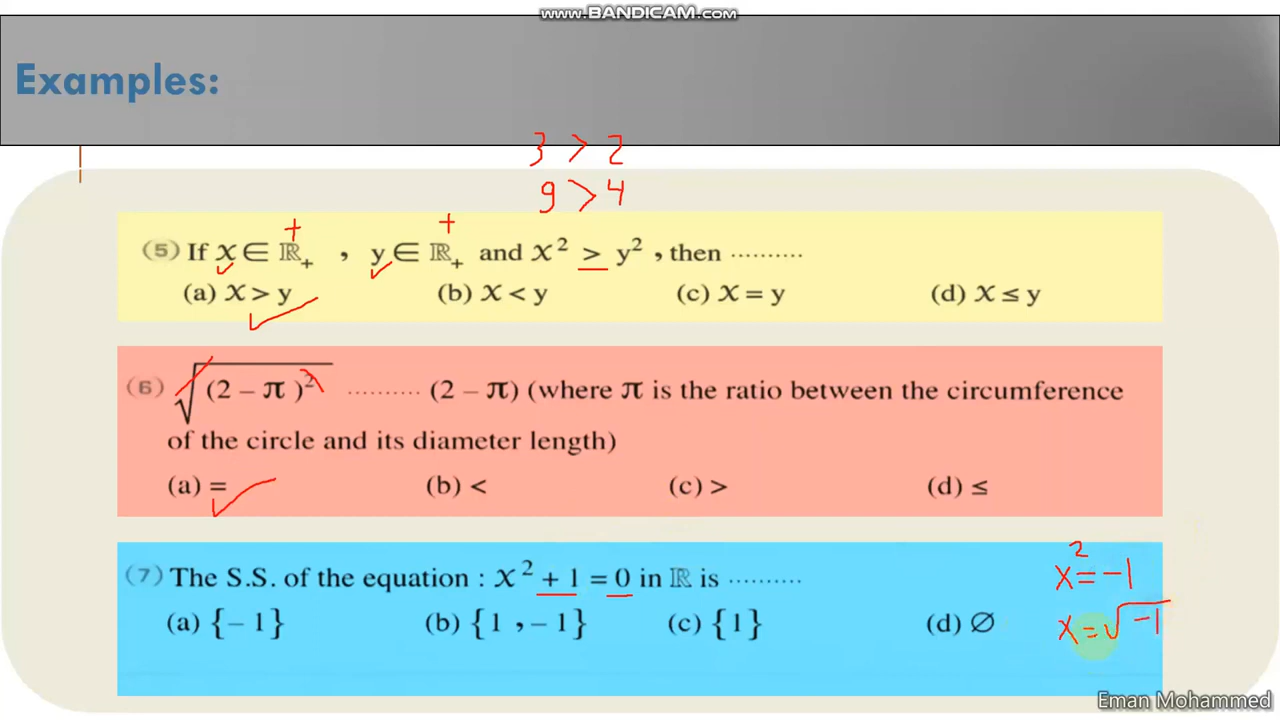 www.BANDICAM.com
Examples:
3 > 2
9 > 4
+ +
(5) If x ∈ ℝ₊ , y ∈ ℝ₊ and x² > y² , then ..........
(a) x > y (b) x < y (c) x = y (d) x ≤ y
(6) √(2 – π)² .......... (2 – π) (where π is the ratio between the circumference
of the circle and its diameter length)
(a) = (b) < (c) > (d) ≤
(7) The S.S. of the equation : x² + 1 = 0 in ℝ is ..........
x² = -1
(a) {– 1} (b) {1 , – 1} (c) {1} (d) ∅
x = √-1
Eman Mohammed